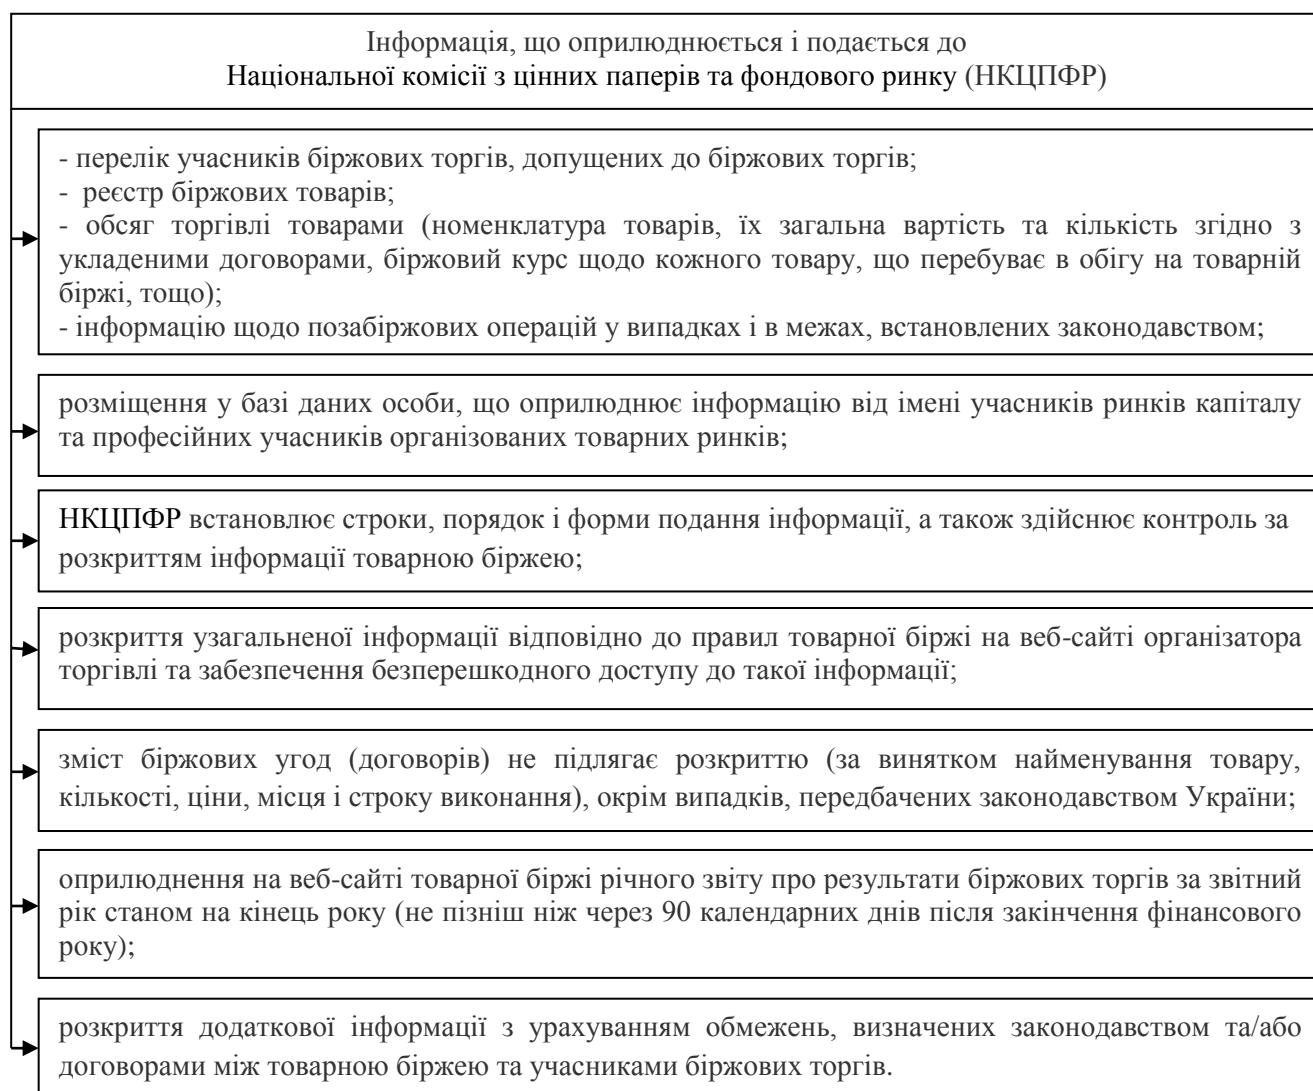 Інформація, що оприлюднюється і подається до
Національної комісії з цінних паперів та фондового ринку (НКЦПФР)
- перелік учасників біржових торгів, допущених до біржових торгів;
- реєстр біржових товарів;
- обсяг торгівлі товарами (номенклатура товарів, їх загальна вартість та кількість згідно з
укладеними договорами, біржовий курс щодо кожного товару, що перебуває в обігу на товарній
біржі, тощо);
- інформацію щодо позабіржових операцій у випадках і в межах, встановлених законодавством;
розміщення у базі даних особи, що оприлюднює інформацію від імені учасників ринків капіталу
та професійних учасників організованих товарних ринків;
НКЦПФР встановлює строки, порядок і форми подання інформації, а також здійснює контроль за
розкриттям інформації товарною біржею;
розкриття узагальненої інформації відповідно до правил товарної біржі на веб-сайті організатора
торгівлі та забезпечення безперешкодного доступу до такої інформації;
зміст біржових угод (договорів) не підлягає розкриттю (за винятком найменування товару,
кількості, ціни, місця і строку виконання), окрім випадків, передбачених законодавством України;
оприлюднення на веб-сайті товарної біржі річного звіту про результати біржових торгів за звітний
рік станом на кінець року (не пізніш ніж через 90 календарних днів після закінчення фінансового
року);
розкриття додаткової інформації з урахуванням обмежень, визначених законодавством та/або
договорами між товарною біржею та учасниками біржових торгів.